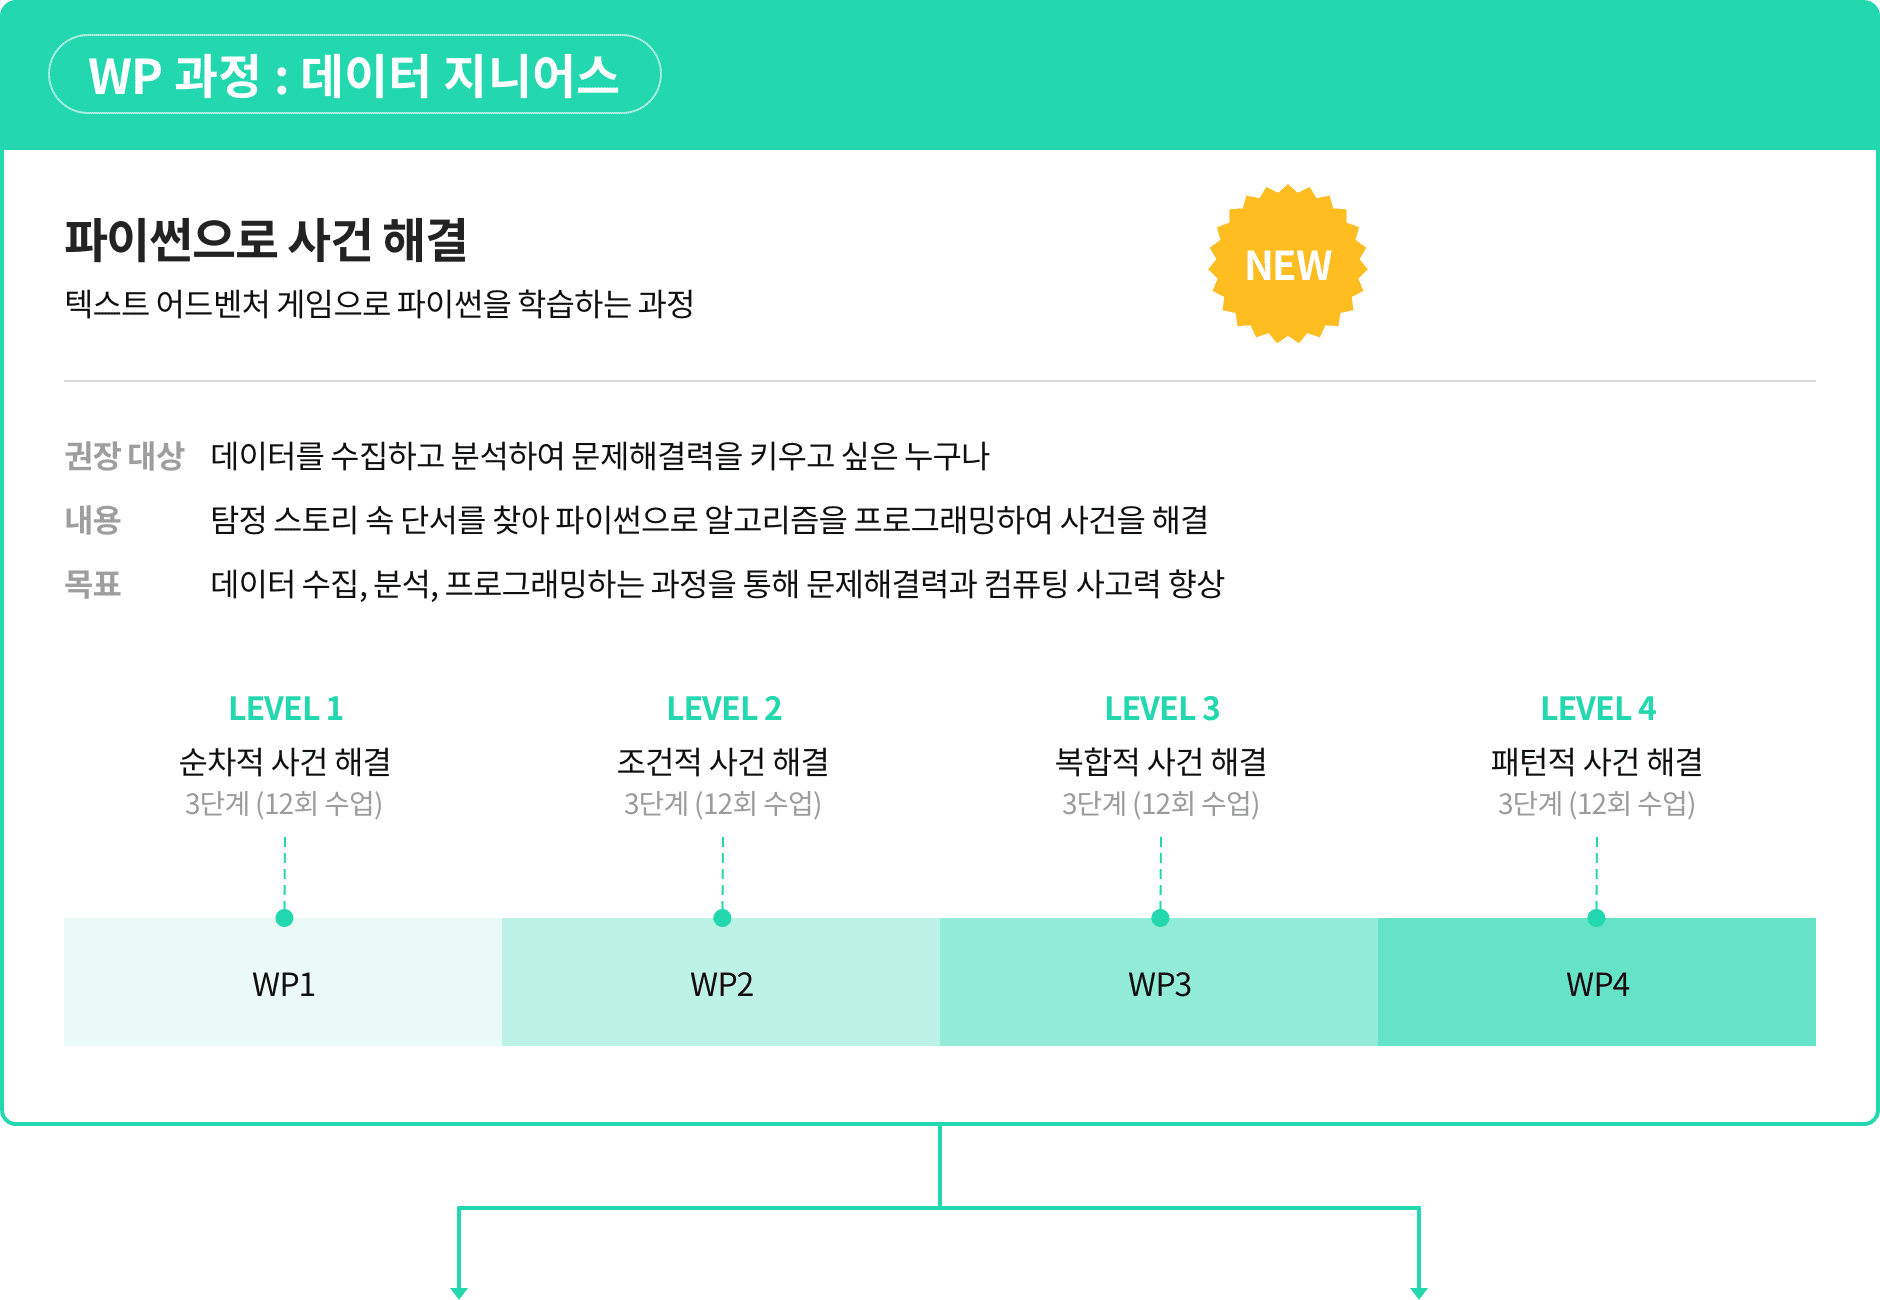 WP 과정 : 데이터 지니어스
파이썬으로 사건 해결
텍스트 어드벤처 게임으로 파이썬을 학습하는 과정
NEW
권장 대상 데이터를 수집하고 분석하여 문제해결력을 키우고 싶은 누구나
내용 탐정 스토리 속 단서를 찾아 파이썬으로 알고리즘을 프로그래밍하여 사건을 해결
목표 데이터 수집, 분석, 프로그래밍하는 과정을 통해 문제해결력과 컴퓨팅 사고력 향상
LEVEL 1 LEVEL 2 LEVEL 3 LEVEL 4
순차적 사건 해결 조건적 사건 해결 복합적 사건 해결 패턴적 사건 해결
3단계 (12회 수업) 3단계 (12회 수업) 3단계 (12회 수업) 3단계 (12회 수업)
WP1 WP2 WP3 WP4